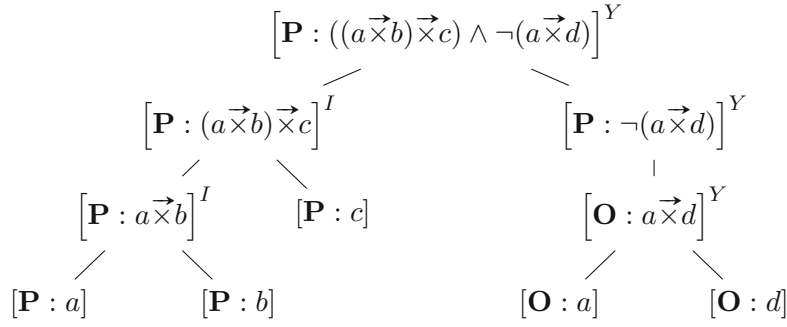 [P : ((a×⃗b)×⃗c) ∧ ¬(a×⃗d)]^Y
[P : (a×⃗b)×⃗c]^I [P : ¬(a×⃗d)]^Y
[P : a×⃗b]^I [P : c] [O : a×⃗d]^Y
[P : a] [P : b] [O : a] [O : d]